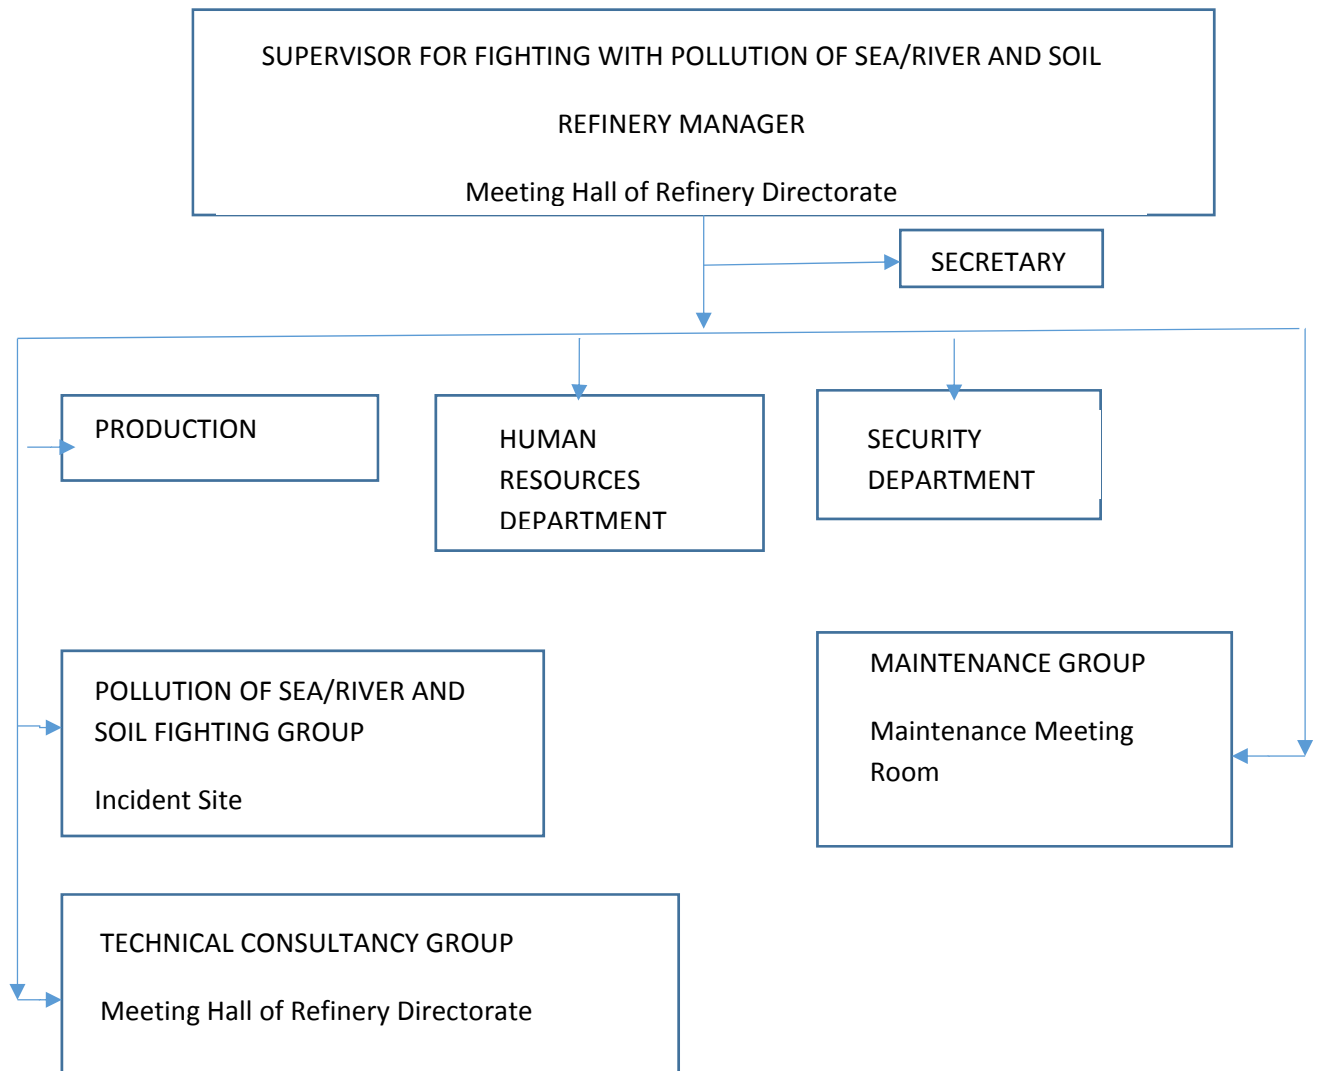 SUPERVISOR FOR FIGHTING WITH POLLUTION OF SEA/RIVER AND SOIL
REFINERY MANAGER
Meeting Hall of Refinery Directorate
SECRETARY
PRODUCTION
HUMAN
RESOURCES
DEPARTMENT
SECURITY
DEPARTMENT
POLLUTION OF SEA/RIVER AND
SOIL FIGHTING GROUP
Incident Site
MAINTENANCE GROUP
Maintenance Meeting
Room
TECHNICAL CONSULTANCY GROUP
Meeting Hall of Refinery Directorate